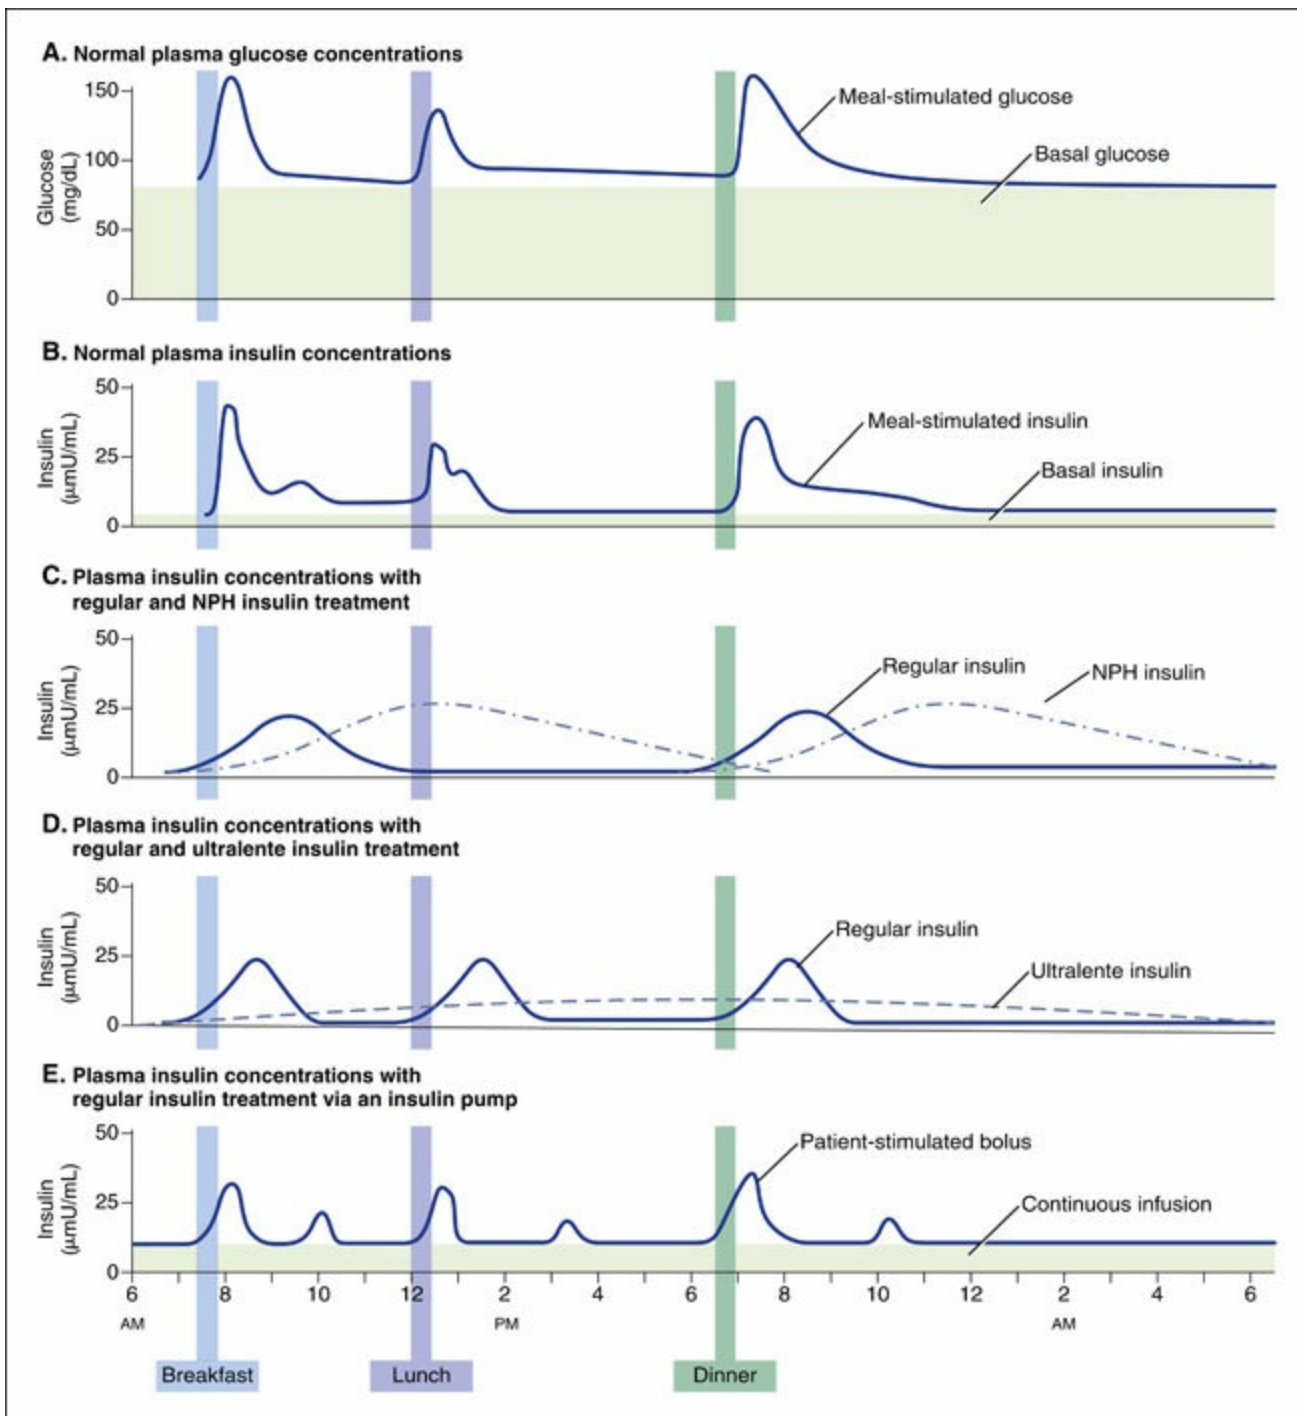 A. Normal plasma glucose concentrations
150
100
50
0
Glucose
(mg/dL)
Meal-stimulated glucose
Basal glucose
B. Normal plasma insulin concentrations
50
25
0
Insulin
(μmU/mL)
Meal-stimulated insulin
Basal insulin
C. Plasma insulin concentrations with
regular and NPH insulin treatment
50
25
0
Insulin
(μmU/mL)
Regular insulin
NPH insulin
D. Plasma insulin concentrations with
regular and ultralente insulin treatment
50
25
0
Insulin
(μmU/mL)
Regular insulin
Ultralente insulin
E. Plasma insulin concentrations with
regular insulin treatment via an insulin pump
50
25
0
Insulin
(μmU/mL)
Patient-stimulated bolus
Continuous infusion
6 8 10 12 2 4 6 8 10 12 2 4 6
AM PM AM
Breakfast Lunch Dinner